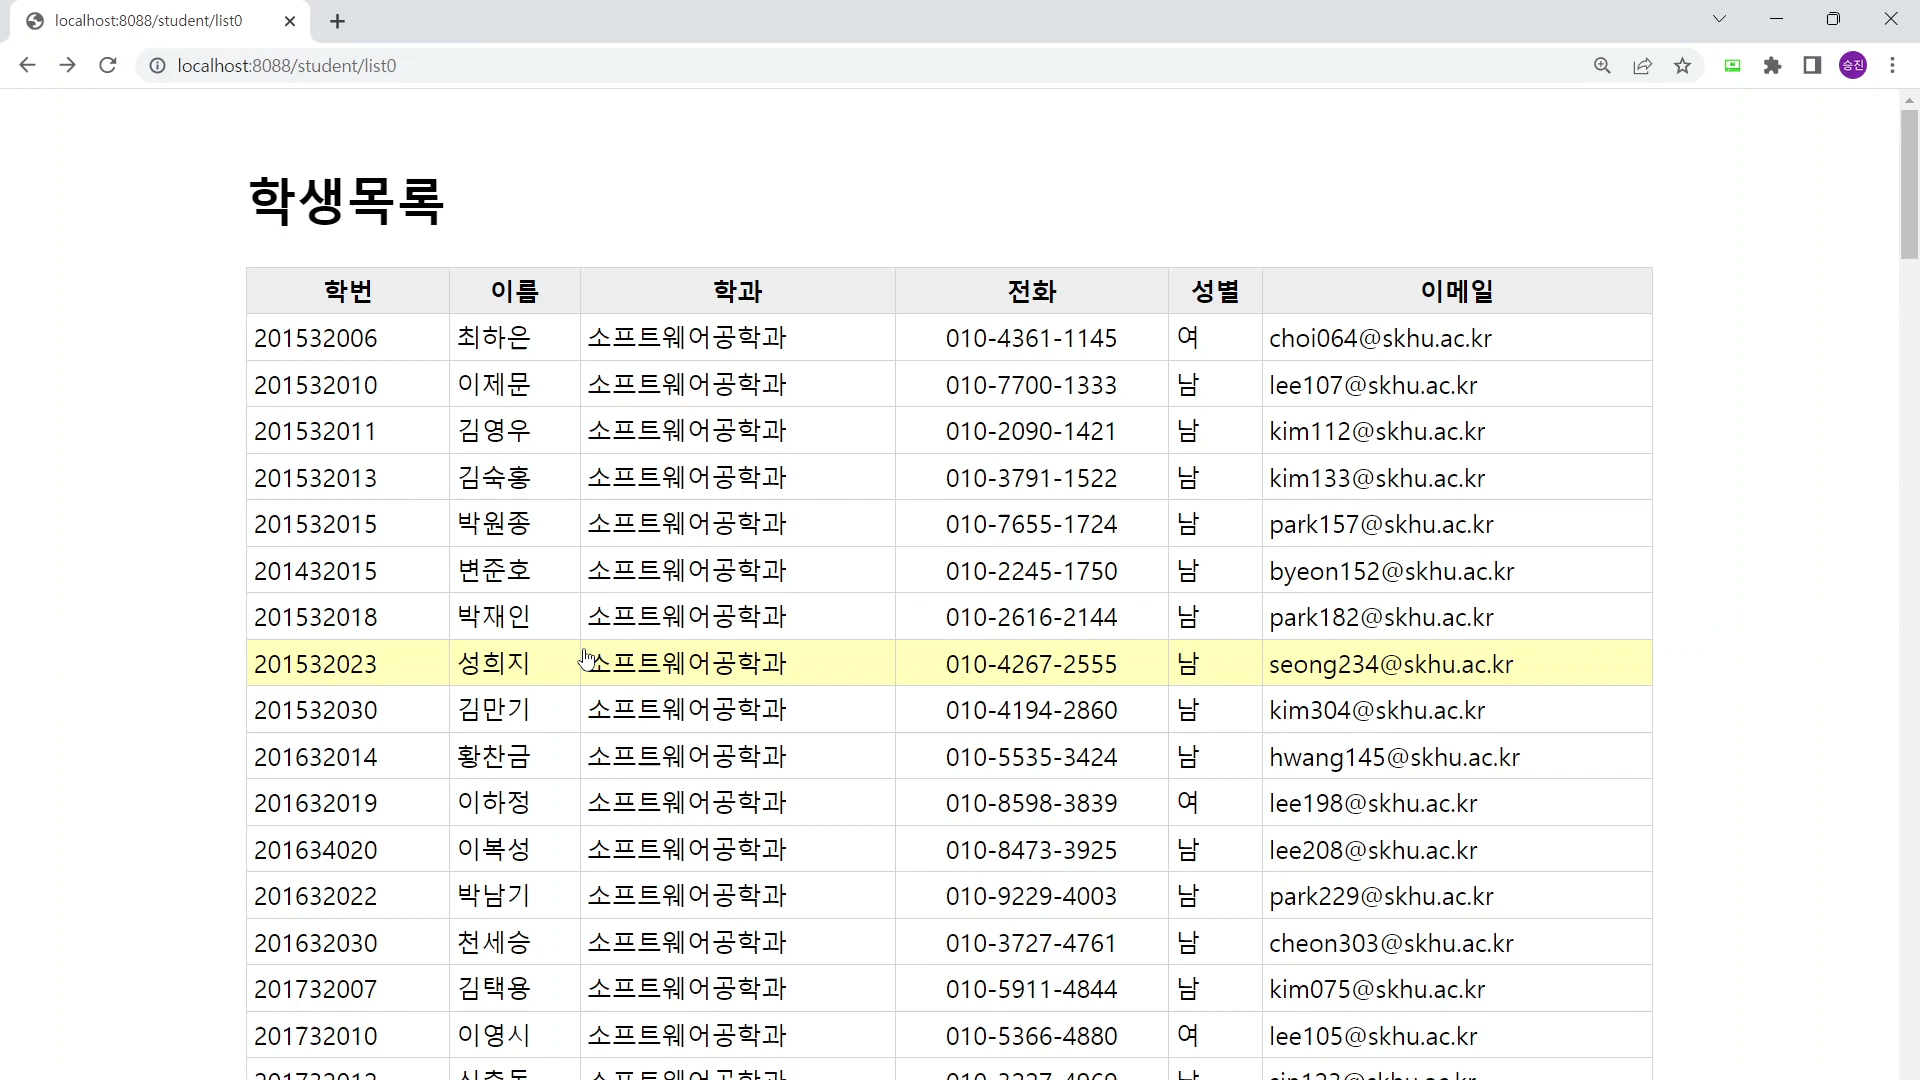 localhost:8088/student/list0
localhost:8088/student/list0
승진
학생목록
학번 이름 학과 전화 성별 이메일
201532006 최하은 소프트웨어공학과 010-4361-1145 여 choi064@skhu.ac.kr
201532010 이제문 소프트웨어공학과 010-7700-1333 남 lee107@skhu.ac.kr
201532011 김영우 소프트웨어공학과 010-2090-1421 남 kim112@skhu.ac.kr
201532013 김숙홍 소프트웨어공학과 010-3791-1522 남 kim133@skhu.ac.kr
201532015 박원종 소프트웨어공학과 010-7655-1724 남 park157@skhu.ac.kr
201432015 변준호 소프트웨어공학과 010-2245-1750 남 byeon152@skhu.ac.kr
201532018 박재인 소프트웨어공학과 010-2616-2144 남 park182@skhu.ac.kr
201532023 성희지 소프트웨어공학과 010-4267-2555 남 seong234@skhu.ac.kr
201532030 김만기 소프트웨어공학과 010-4194-2860 남 kim304@skhu.ac.kr
201632014 황찬금 소프트웨어공학과 010-5535-3424 남 hwang145@skhu.ac.kr
201632019 이하정 소프트웨어공학과 010-8598-3839 여 lee198@skhu.ac.kr
201634020 이복성 소프트웨어공학과 010-8473-3925 남 lee208@skhu.ac.kr
201632022 박남기 소프트웨어공학과 010-9229-4003 남 park229@skhu.ac.kr
201632030 천세승 소프트웨어공학과 010-3727-4761 남 cheon303@skhu.ac.kr
201732007 김택용 소프트웨어공학과 010-5911-4844 남 kim075@skhu.ac.kr
201732010 이영시 소프트웨어공학과 010-5366-4880 여 lee105@skhu.ac.kr